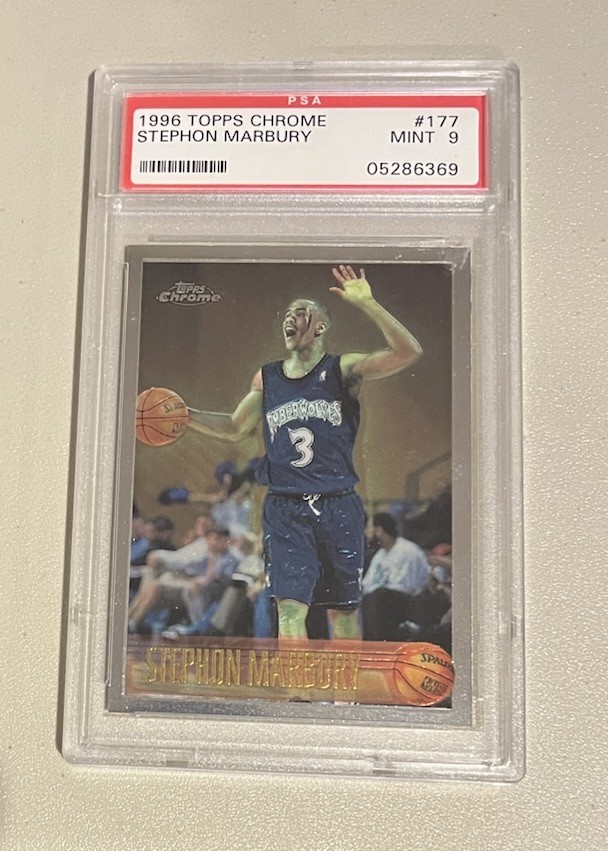 PSA
1996 TOPPS CHROME #177
STEPHON MARBURY MINT 9
05286369
Topps
Chrome
TIMBERWOLVES
3
STEPHON MARBURY
SPALDING